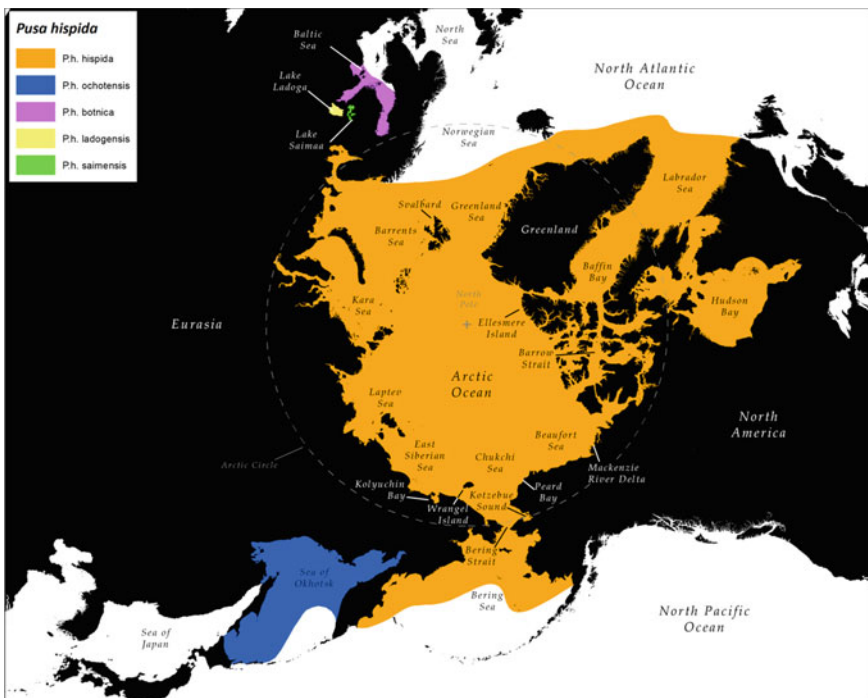 Pusa hispida
P.h. hispida
P.h. ochotensis
P.h. botnica
P.h. ladogensis
P.h. saimensis
Baltic
Sea
North
Sea
Lake
Ladoga
Lake
Saimaa
North Atlantic
Ocean
Norwegian
Sea
Labrador
Sea
Svalbard
Greenland
Sea
Greenland
Barrents
Sea
Baffin
Bay
Hudson
Bay
Kara
Sea
North
Pole
Ellesmere
Island
Eurasia
Barrow
Strait
Arctic
Ocean
Laptev
Sea
North
America
Beaufort
Sea
East
Siberian
Sea
Chukchi
Sea
Arctic Circle
Mackenzie
River Delta
Kolyuchin
Bay
Peard
Bay
Wrangel
Island
Kotzebue
Sound
Bering
Strait
Sea of
Okhotsk
Bering
Sea
Sea of
Japan
North Pacific
Ocean